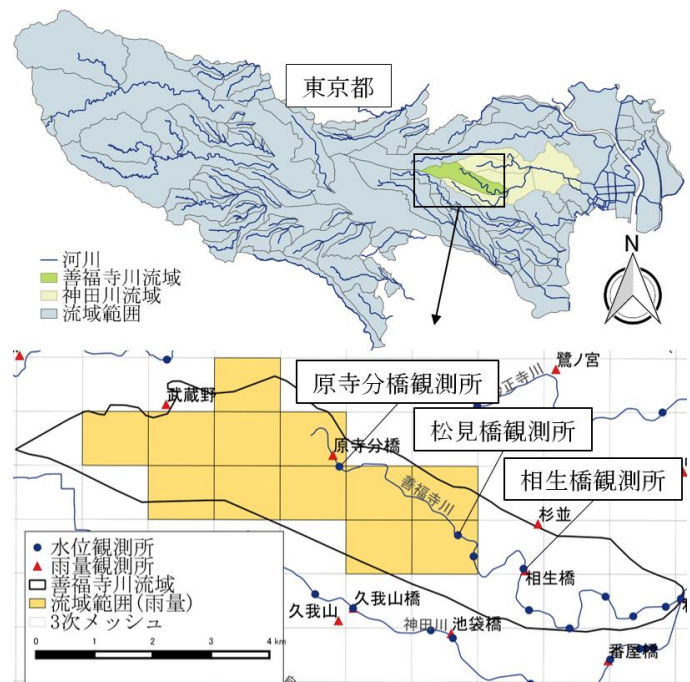 東京都
河川
善福寺川流域
神田川流域
流域範囲
N
鷺ノ宮
武蔵野
原寺分橋観測所
松見橋観測所
原寺分橋
相生橋観測所
善福寺川
杉並
水位観測所
雨量観測所
善福寺川流域
流域範囲(雨量)
3次メッシュ
0 1 2 3 4 km
相生橋
久我山橋
久我山
神田川
池袋橋
番屋橋